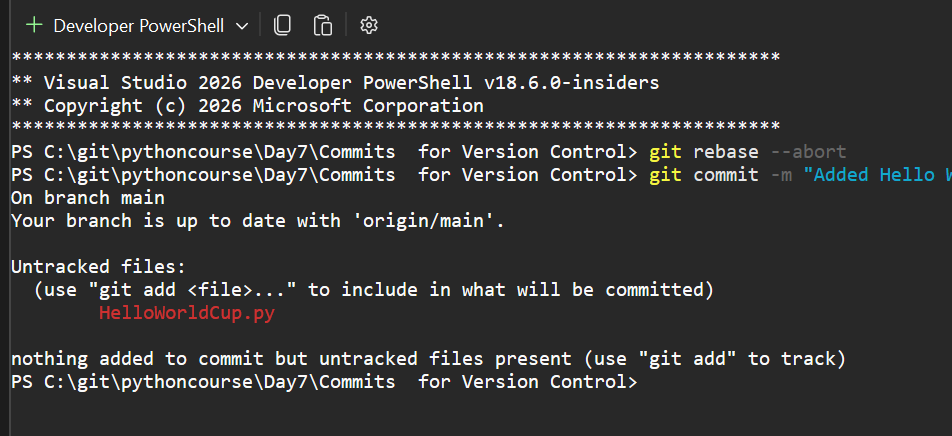 Developer PowerShell
**********************************************************************
** Visual Studio 2026 Developer PowerShell v18.6.0-insiders
** Copyright (c) 2026 Microsoft Corporation
**********************************************************************
PS C:\git\pythoncourse\Day7\Commits  for Version Control> git rebase --abort
PS C:\git\pythoncourse\Day7\Commits  for Version Control> git commit -m "Added Hello
On branch main
Your branch is up to date with 'origin/main'.
Untracked files:
  (use "git add <file>..." to include in what will be committed)
        HelloWorldCup.py
nothing added to commit but untracked files present (use "git add" to track)
PS C:\git\pythoncourse\Day7\Commits  for Version Control>